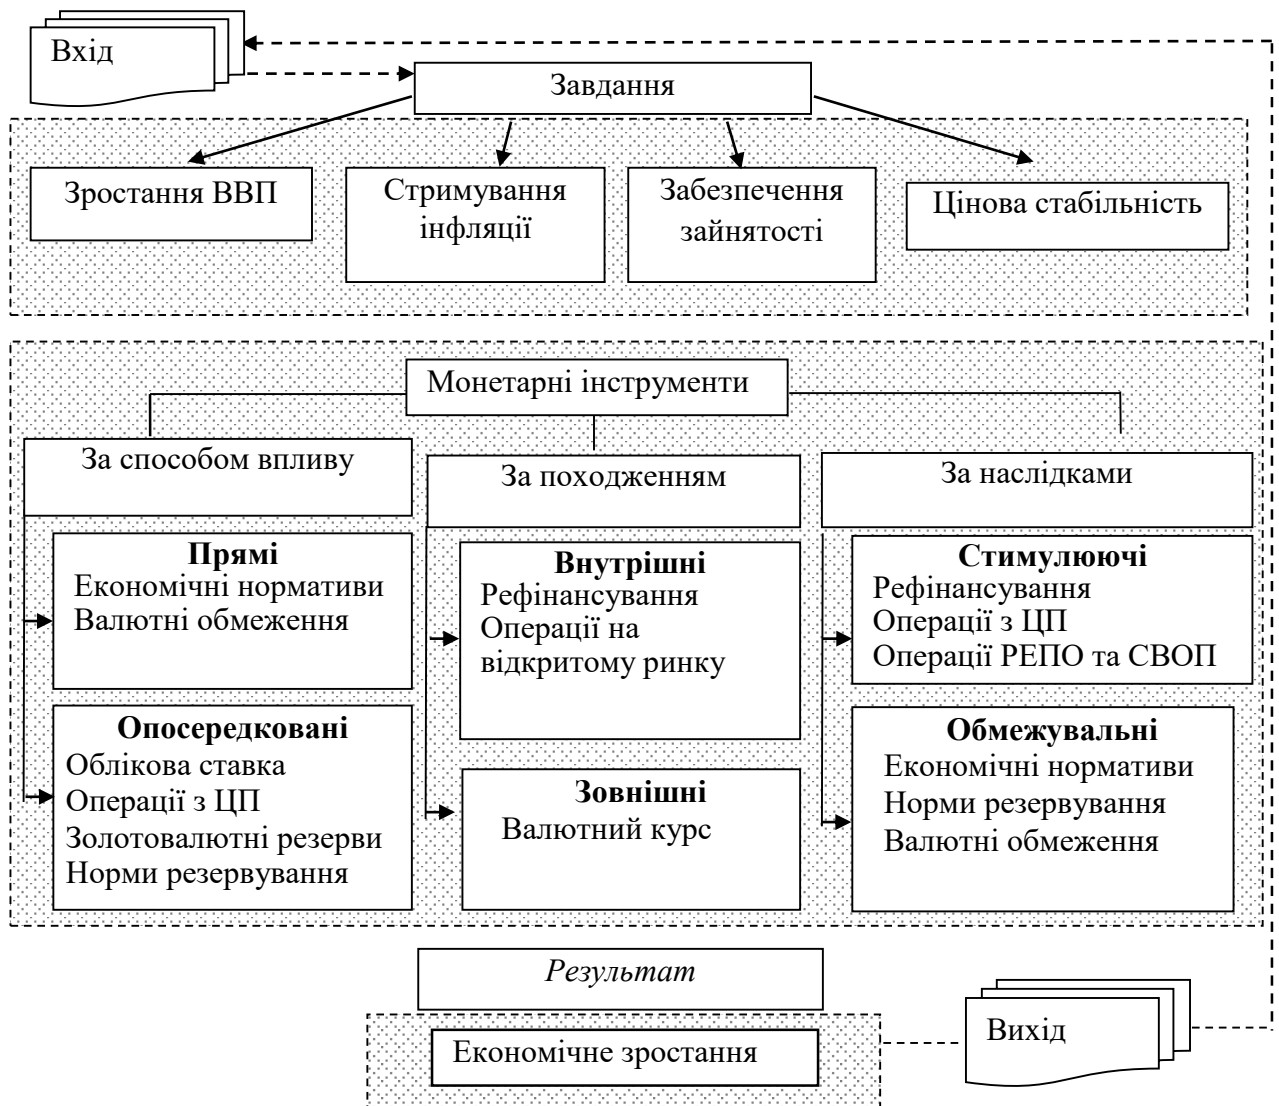 Вхід
Завдання
Зростання ВВП
Стримування
інфляції
Забезпечення
зайнятості
Цінова стабільність
Монетарні інструменти
За способом впливу
За походженням
За наслідками
Прямі
Економічні нормативи
Валютні обмеження
Опосередковані
Облікова ставка
Операції з ЦП
Золотовалютні резерви
Норми резервування
Внутрішні
Рефінансування
Операції на
відкритому ринку
Зовнішні
Валютний курс
Стимулюючі
Рефінансування
Операції з ЦП
Операції РЕПО та СВОП
Обмежувальні
Економічні нормативи
Норми резервування
Валютні обмеження
Результат
Економічне зростання
Вихід